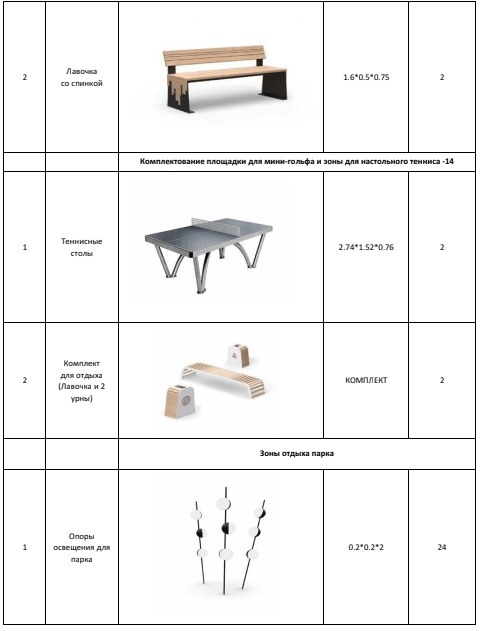 2
Лавочка
со спинкой
1.6*0.5*0.75
2
Комплектование площадки для мини-гольфа и зоны для настольного тенниса -14
1
Теннисные
столы
2.74*1.52*0.76
2
2
Комплект
для отдыха
(Лавочка и 2
урны)
КОМПЛЕКТ
2
Зоны отдыха парка
1
Опоры
освещения для
парка
0.2*0.2*2
24